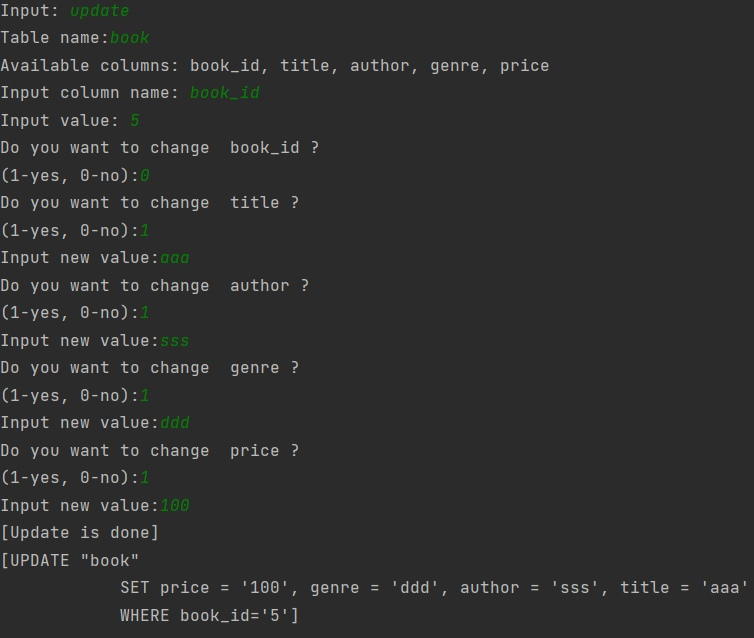 Input: update
Table name:book
Available columns: book_id, title, author, genre, price
Input column name: book_id
Input value: 5
Do you want to change  book_id ?
(1-yes, 0-no):0
Do you want to change  title ?
(1-yes, 0-no):1
Input new value:aaa
Do you want to change  author ?
(1-yes, 0-no):1
Input new value:sss
Do you want to change  genre ?
(1-yes, 0-no):1
Input new value:ddd
Do you want to change  price ?
(1-yes, 0-no):1
Input new value:100
[Update is done]
[UPDATE "book"
            SET price = '100', genre = 'ddd', author = 'sss', title = 'aaa'
            WHERE book_id='5']